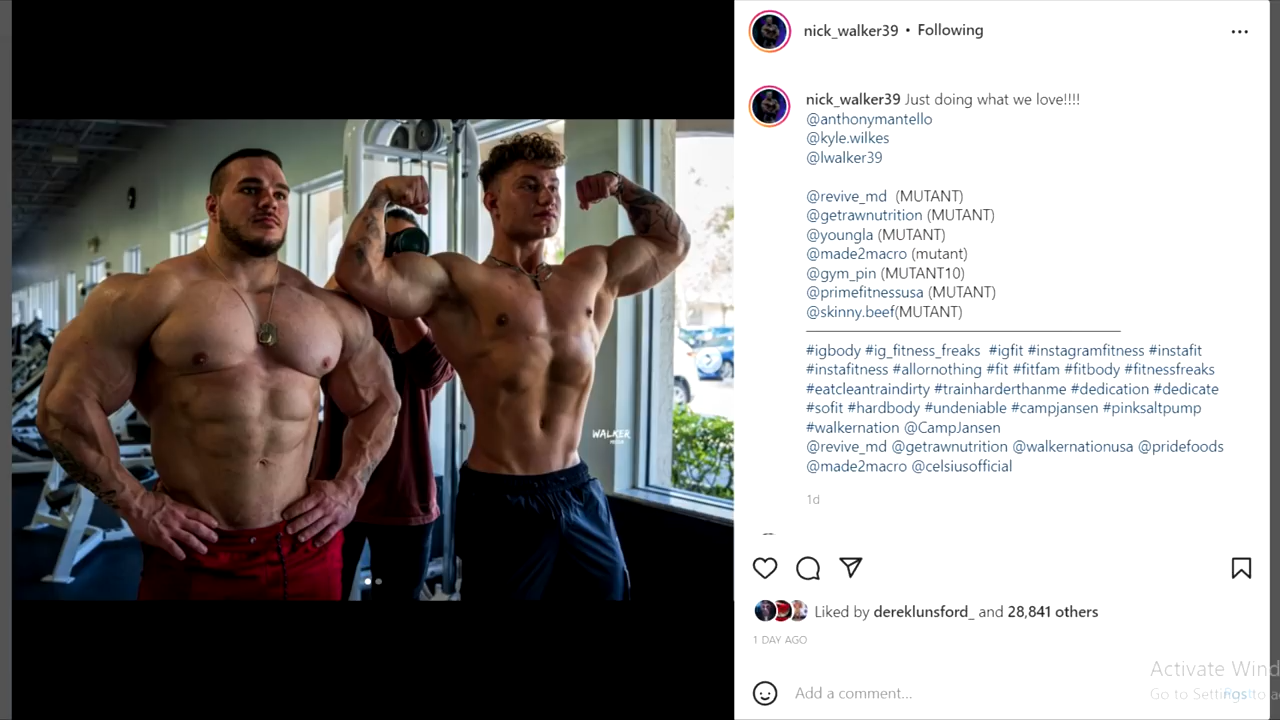 nick_walker39 • Following
nick_walker39 Just doing what we love!!!!
@anthonymantello
@kyle.wilkes
@lwalker39
@revive_md (MUTANT)
@getrawnutrition (MUTANT)
@youngla (MUTANT)
@made2macro (mutant)
@gym_pin (MUTANT10)
@primefitnessusa (MUTANT)
@skinny.beef(MUTANT)
#igbody #ig_fitness_freaks #igfit #instagramfitness #instafit
#instafitness #allornothing #fit #fitfam #fitbody #fitnessfreaks
#eatcleantraindirty #trainharderthanme #dedication #dedicate
#sofit #hardbody #undeniable #campjansen #pinksaltpump
#walkernation @CampJansen
@revive_md @getrawnutrition @walkernationusa @pridefoods
@made2macro @celsiusofficial
1d
Liked by dereklunsford_ and 28,841 others
1 DAY AGO
Add a comment...
Post
Activate Wind
Go to Settings to a
WALKER